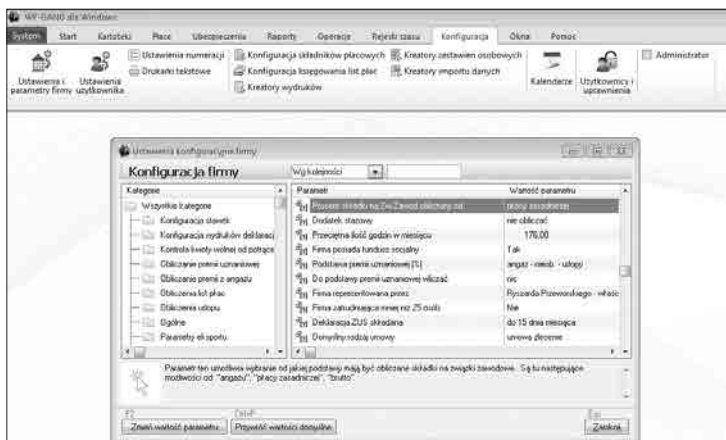 WF-GANG dla Windows
System Start Kartoteki Płace Ubezpieczenia Raporty Operacje Rejestr czasu Konfiguracja Okna Pomoc
Ustawienia i parametry firmy
Ustawienia użytkownika
Ustawienia numeracji
Drukarki tekstowe
Konfiguracja składników płacowych
Konfiguracja księgowania list płac
Kreatory wydruków
Kreatory zestawień osobowych
Kreatory importu danych
Kalendarze
Użytkownicy i uprawnienia
Administrator
Ustawienia konfiguracyjne firmy
Konfiguracja firmy
Wg kolejności
Kategorie
Wszystkie kategorie
Konfiguracja stawek
Konfiguracja wydruków deklaracji
Kontrola kwoty wolnej od potrące
Obliczanie premii uznaniowej
Obliczanie premii z angażu
Obliczenia list płac
Obliczenia urlopu
Ogólne
Parametry eksportu
Parametr Wartość parametru
składki na Zw.Zawod obliczany od płacy zasadniczej
Dodatek stażowy nie obliczać
Przeciętna ilość godzin w miesiącu 176,00
Firma posiada fundusz socjalny Tak
Podstawa premii uznaniowej [%] angaż - nieob. - urlopy
Do podstawy premii uznaniowej wliczać nic
Firma reprezentowana przez Ryszarda Przeworskiego - właśc
Firma zatrudniająca mniej niż 25 osób Nie
Deklaracja ZUS składana do 15 dnia miesiąca
Domyślny rodzaj umowy umowa zlecenie
Parametr ten umożliwia wybranie od jakiej podstawy mają być obliczane składki na związki zawodowe. Są tu następujące
możliwości od "angażu", "płacy zasadniczej", "brutto"
F2 Ctrl+P Esc
Zmień wartość parametru Przywróć wartości domyślne Zamknij